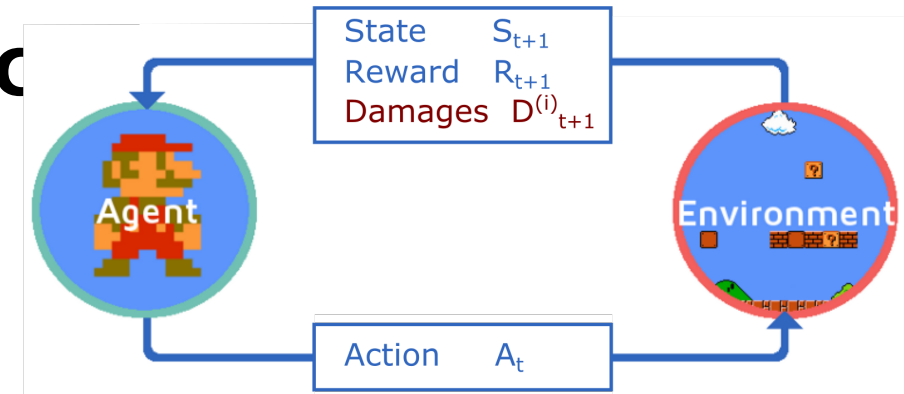 State S_{t+1}
Reward R_{t+1}
Damages D^{(i)}_{t+1}
Agent
Environment
?
?
Action A_t